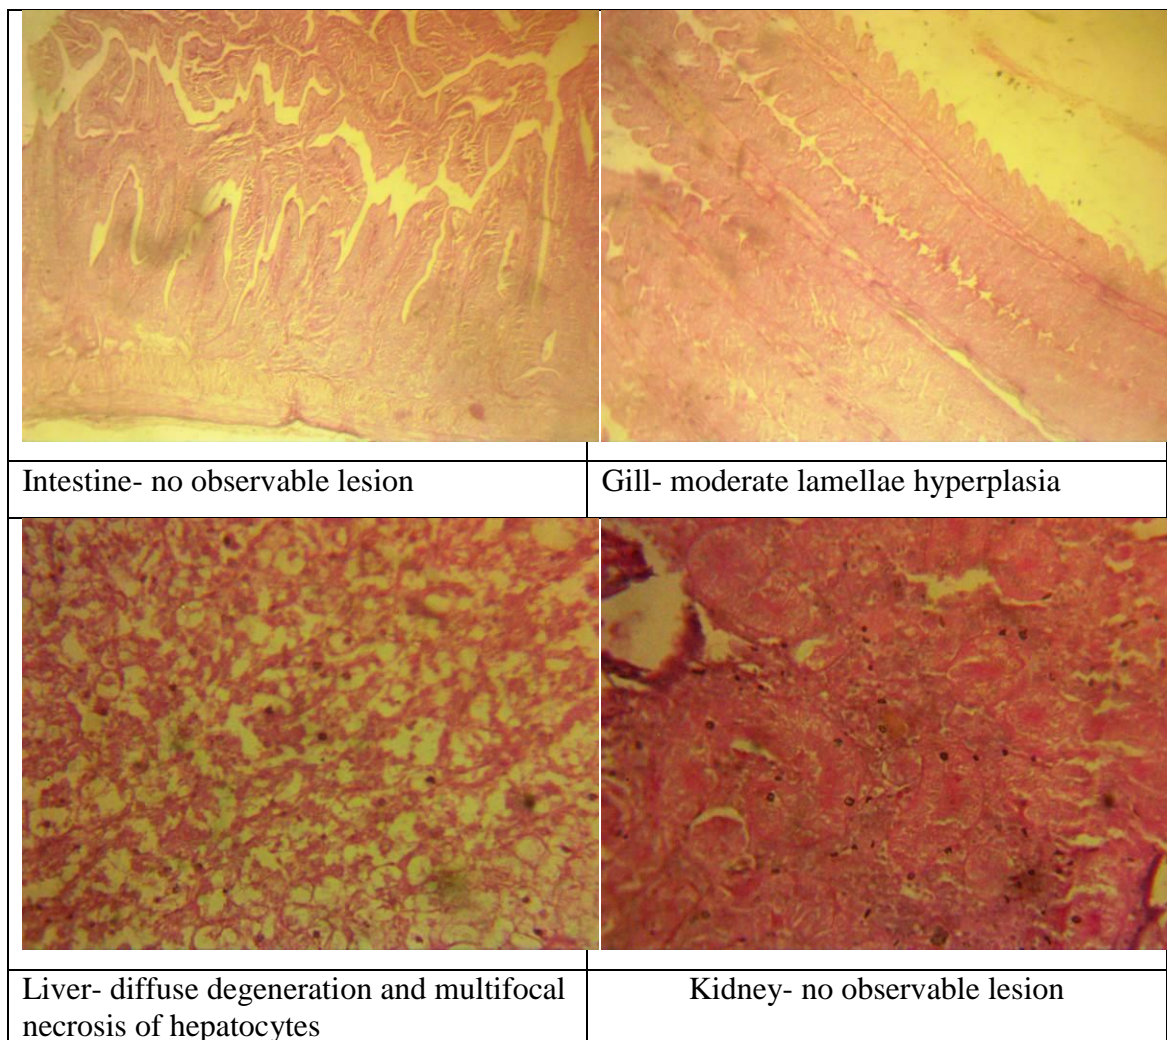 Intestine- no observable lesion
Gill- moderate lamellae hyperplasia
Liver- diffuse degeneration and multifocal
necrosis of hepatocytes
Kidney- no observable lesion